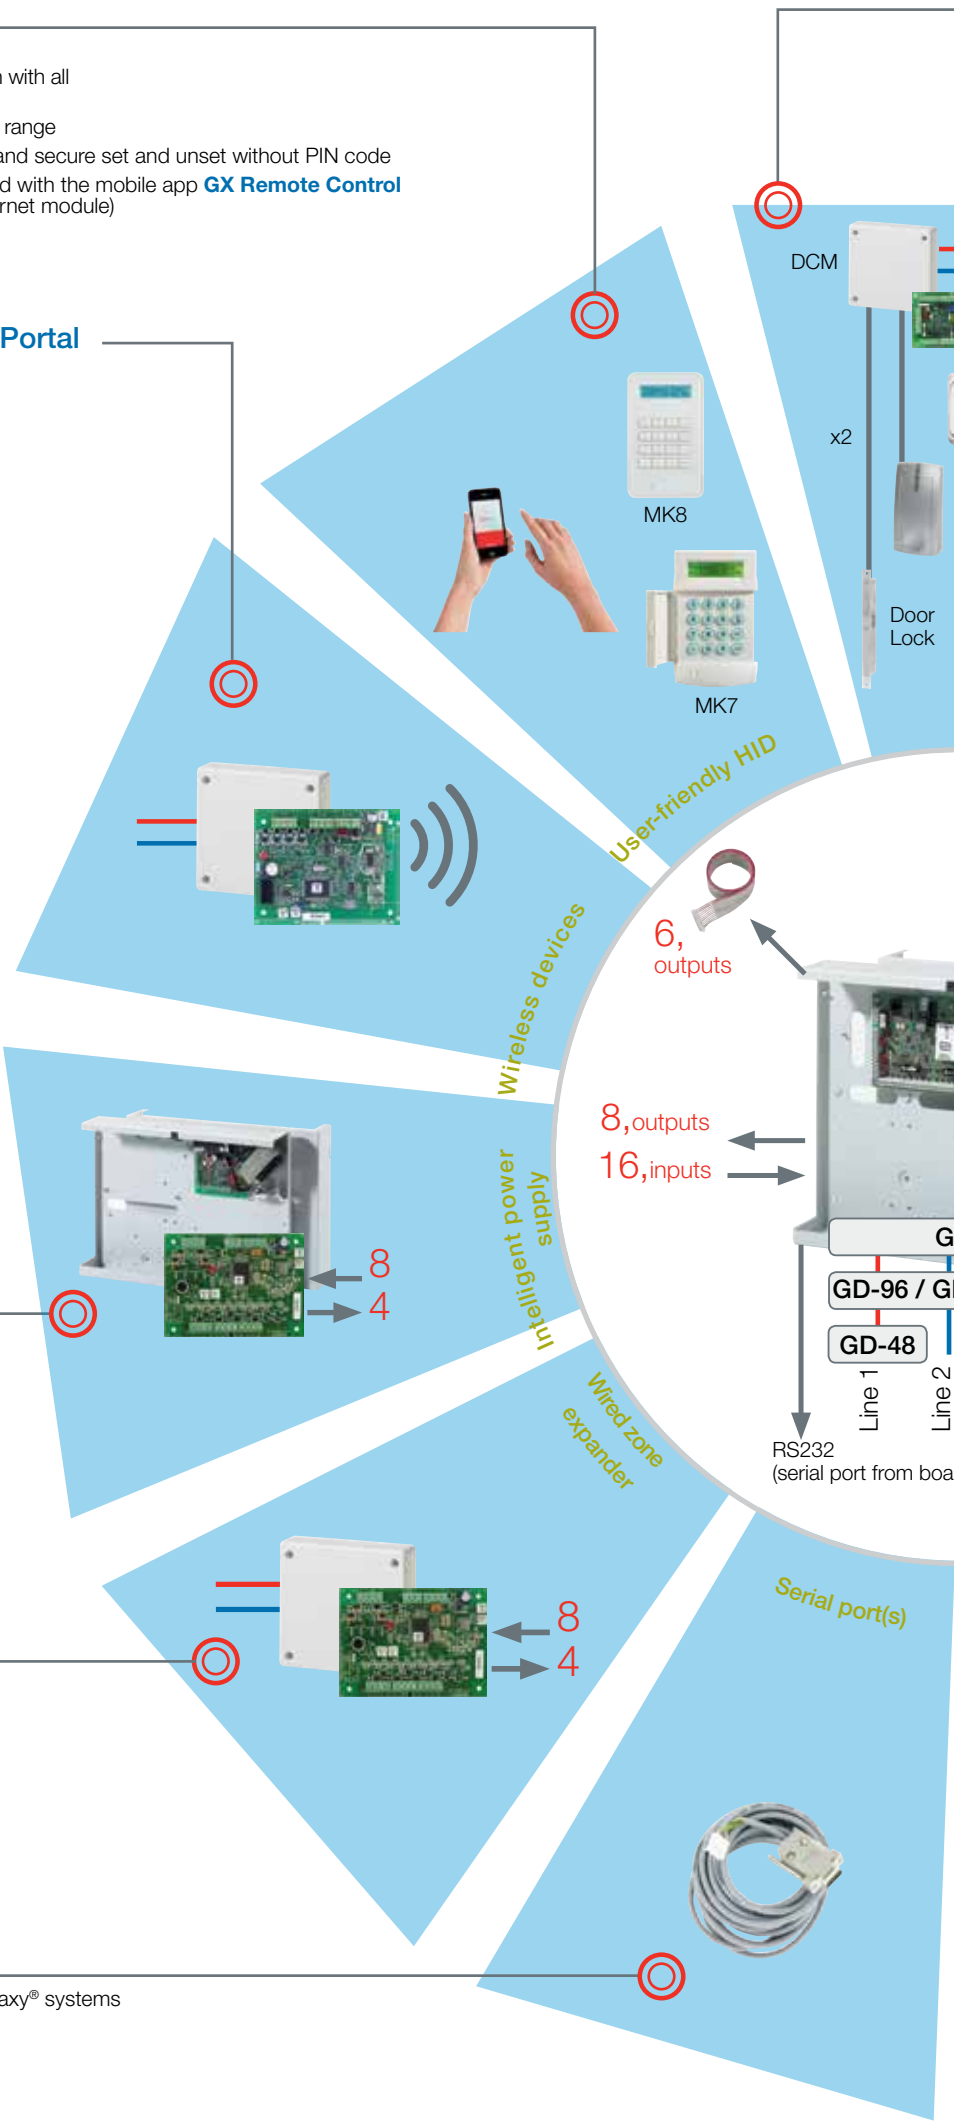 with all
range
and secure set and unset without PIN code
with the mobile app GX Remote Control
module)
Portal
DCM
x2
MK8
Door
Lock
MK7
User-friendly HID
Wireless devices
6,
outputs
8,outputs
16,inputs
Intelligent power
supply
8
4
G
GD-96 / G
GD-48
Line 1
Line 2
RS232
(serial port from boa
Wired zone
expander
8
4
Serial port(s)
axy® systems